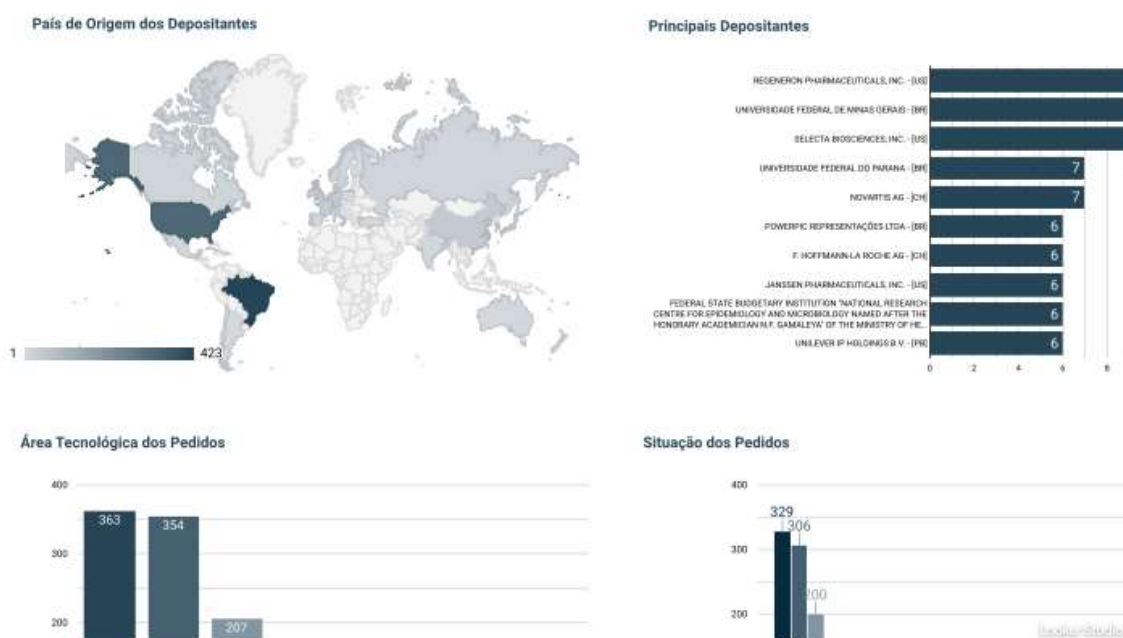 País de Origem dos Depositantes
1
423
Principais Depositantes
REGENERON PHARMACEUTICALS, INC. - [US]
UNIVERSIDADE FEDERAL DE MINAS GERAIS - [BR]
SELECTA BIOSCIENCES, INC. - [US]
UNIVERSIDADE FEDERAL DO PARANA - [BR]
7
NOVARTIS AG - [CH]
7
POWERPIC REPRESENTAÇÕES LTDA - [BR]
6
F. HOFFMANN-LA ROCHE AG - [CH]
6
JANSSEN PHARMACEUTICALS, INC. - [US]
6
FEDERAL STATE BUDGETARY INSTITUTION "NATIONAL RESEARCH
CENTRE FOR EPIDEMIOLOGY AND MICROBIOLOGY NAMED AFTER THE
HONORARY ACADEMICIAN N.F. GAMALEYA" OF THE MINISTRY OF HE...
6
UNILEVER IP HOLDINGS B.V. - [PB]
6
0 2 4 6 8
Área Tecnológica dos Pedidos
400
300
200
363
354
207
Situação dos Pedidos
400
300
200
329
306
200
Looker Studio